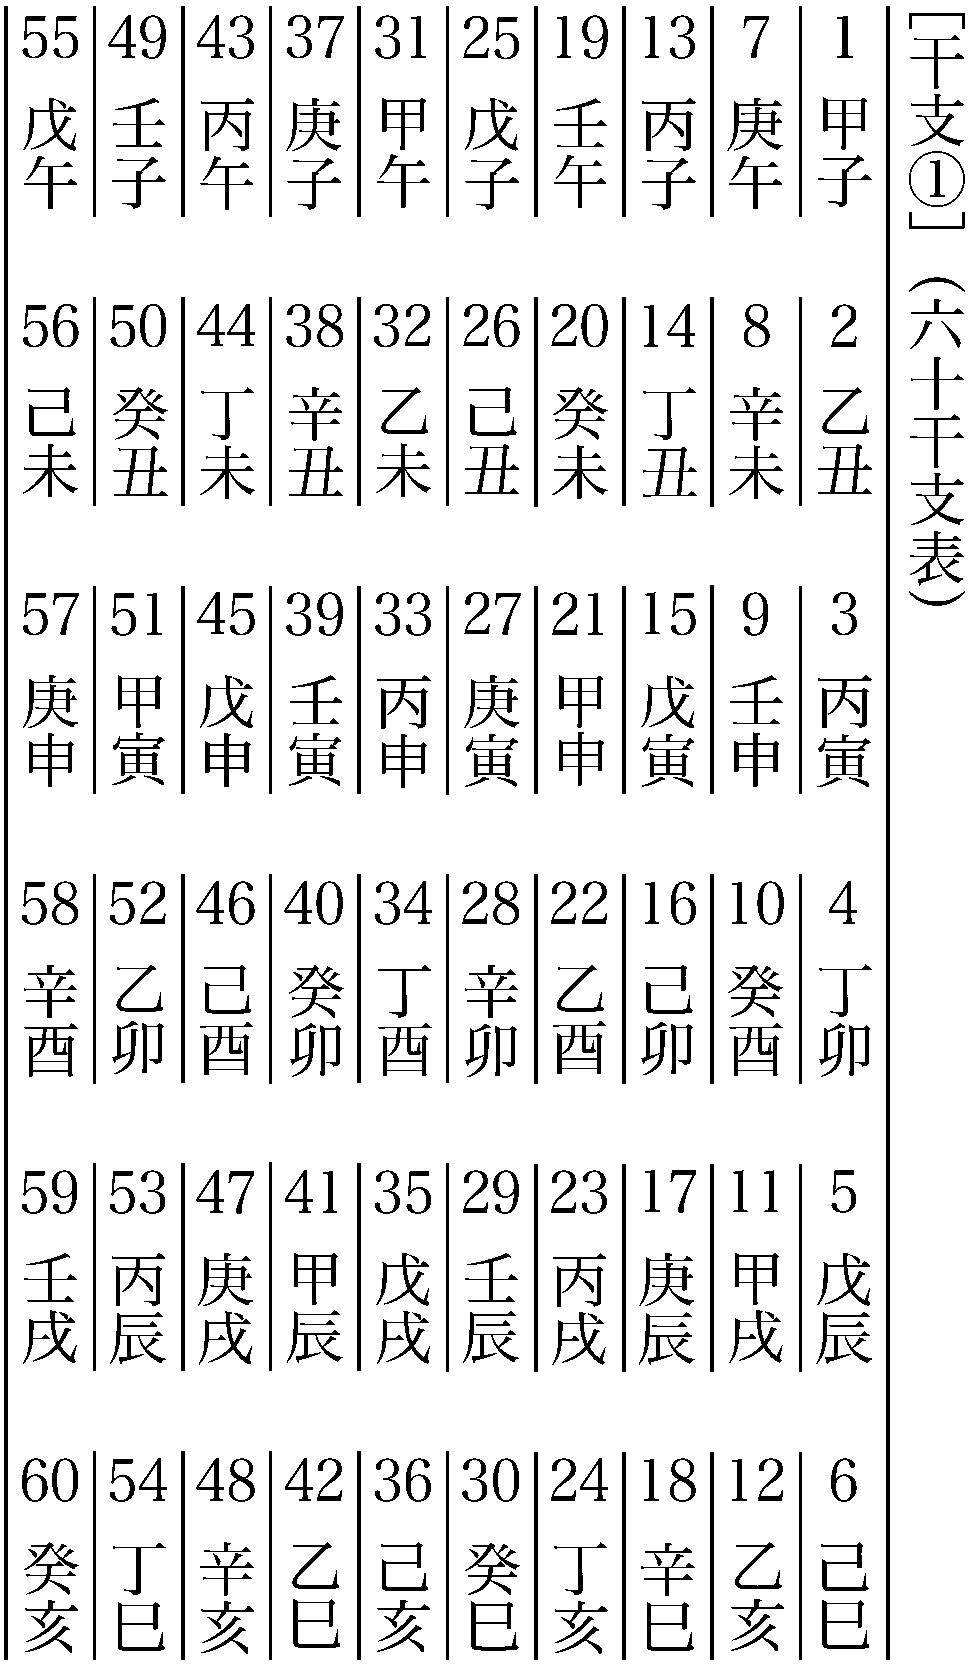 ［干支①］（六十干支表）
1 甲子
2 乙丑
3 丙寅
4 丁卯
5 戊辰
6 己巳
7 庚午
8 辛未
9 壬申
10 癸酉
11 甲戌
12 乙亥
13 丙子
14 丁丑
15 戊寅
16 己卯
17 庚辰
18 辛巳
19 壬午
20 癸未
21 甲申
22 乙酉
23 丙戌
24 丁亥
25 戊子
26 己丑
27 庚寅
28 辛卯
29 壬辰
30 癸巳
31 甲午
32 乙未
33 丙申
34 丁酉
35 戊戌
36 己亥
37 庚子
38 辛丑
39 壬寅
40 癸卯
41 甲辰
42 乙巳
43 丙午
44 丁未
45 戊申
46 己酉
47 庚戌
48 辛亥
49 壬子
50 癸丑
51 甲寅
52 乙卯
53 丙辰
54 丁巳
55 戊午
56 己未
57 庚申
58 辛酉
59 壬戌
60 癸亥